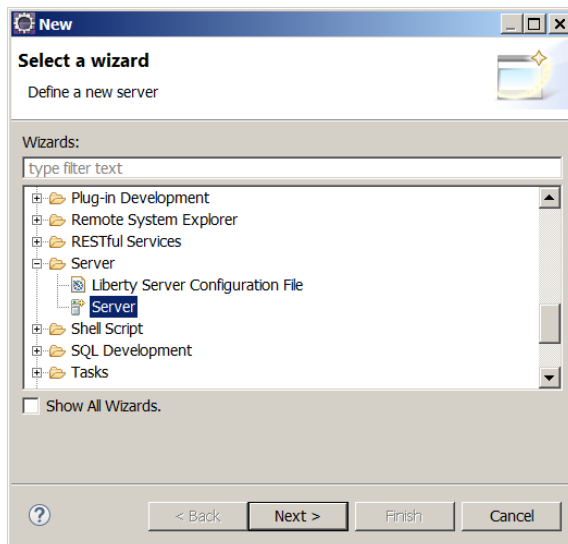 New
Select a wizard
Define a new server
Wizards:
type filter text
Plug-in Development
Remote System Explorer
RESTful Services
Server
Liberty Server Configuration File
Server
Shell Script
SQL Development
Tasks
Show All Wizards.
? < Back Next > Finish Cancel